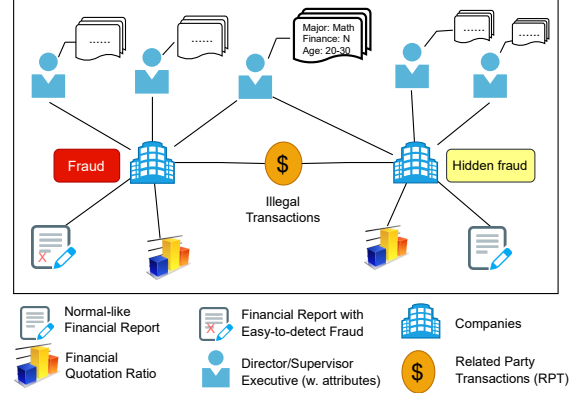 ......
......
Major: Math
Finance: N
Age: 20-30
......
......
Fraud
$
Hidden fraud
Illegal
Transactions
x
Normal-like
Financial Report
x
Financial Report with
Easy-to-detect Fraud
Companies
Financial
Quotation Ratio
Director/Supervisor
Executive (w. attributes)
$
Related Party
Transactions (RPT)